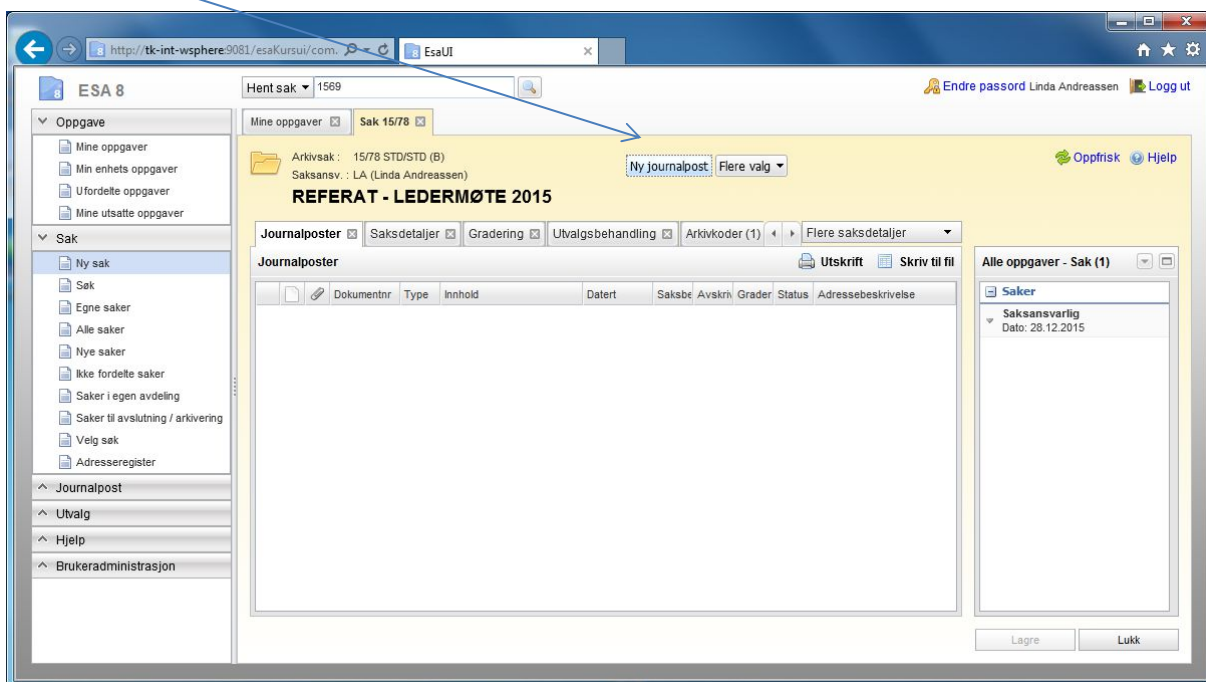 http://tk-int-wsphere:9081/esaKursui/com.
EsaUI
ESA 8
Hent sak
1569
Endre passord Linda Andreassen
Logg ut
Oppgave
Mine oppgaver
Min enhets oppgaver
Ufordelte oppgaver
Mine utsatte oppgaver
Sak
Ny sak
Søk
Egne saker
Alle saker
Nye saker
Ikke fordelte saker
Saker i egen avdeling
Saker til avslutning / arkivering
Velg søk
Adresseregister
Journalpost
Utvalg
Hjelp
Brukeradministrasjon
Mine oppgaver
Sak 15/78
Arkivsak : 15/78 STD/STD (B)
Saksansv. : LA (Linda Andreassen)
REFERAT - LEDERMØTE 2015
Ny journalpost
Flere valg
Oppfrisk
Hjelp
Journalposter
Saksdetaljer
Gradering
Utvalgsbehandling
Arkivkoder (1)
Flere saksdetaljer
Journalposter
Utskrift
Skriv til fil
Dokumentnr Type Innhold Datert Saksbe Avskriv Grader Status Adressebeskrivelse
Alle oppgaver - Sak (1)
Saker
Saksansvarlig
Dato: 28.12.2015
Lagre
Lukk